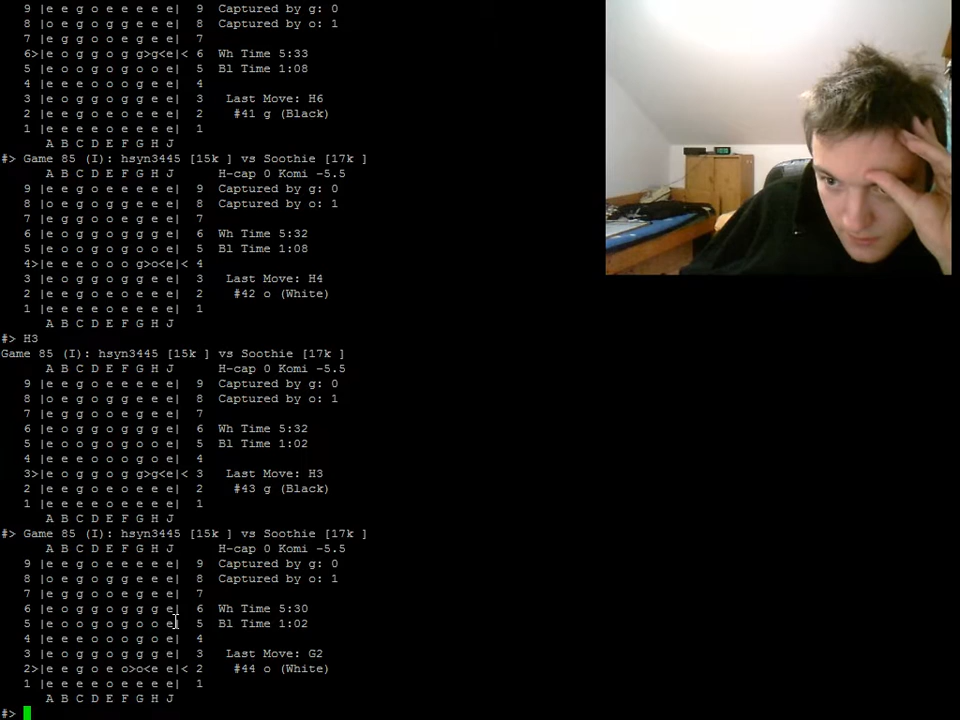 9 |e e g o e e e e e| 9 Captured by g: 0
8 |o e g o g g e e e| 8 Captured by o: 1
7 |e g g o o e g e e| 7
6>|e o g g o g g>g<e|< 6 Wh Time 5:33
5 |e o o g o g o o e| 5 Bl Time 1:08
4 |e e e o o o g e e| 4
3 |e o g o o g g e e| 3 Last Move: H6
2 |e e g o e o e e e| 2 #41 g (Black)
1 |e e e e o e e e e| 1
A B C D E F G H J
#> Game 85 (I): hsyn3445 [15k ] vs Soothie [17k ]
A B C D E F G H J H-cap 0 Komi -5.5
9 |e e g o e e e e e| 9 Captured by g: 0
8 |o e g o g g e e e| 8 Captured by o: 1
7 |e g g o o e g e e| 7
6 |e o g g o g g g e| 6 Wh Time 5:32
5 |e o o g o g o o e| 5 Bl Time 1:08
4>|e e e o o o g>o<e|< 4
3 |e o g o o g g e e| 3 Last Move: H4
2 |e e g o e o e e e| 2 #42 o (White)
1 |e e e e o e e e e| 1
A B C D E F G H J
#> H3
Game 85 (I): hsyn3445 [15k ] vs Soothie [17k ]
A B C D E F G H J H-cap 0 Komi -5.5
9 |e e g o e e e e e| 9 Captured by g: 0
8 |o e g o g g e e e| 8 Captured by o: 1
7 |e g g o o e g e e| 7
6 |e o g g o g g g e| 6 Wh Time 5:32
5 |e o o g o g o o e| 5 Bl Time 1:02
4 |e e e o o o g o e| 4
3>|e o g o o g g>g<e|< 3 Last Move: H3
2 |e e g o e o e e e| 2 #43 g (Black)
1 |e e e e o e e e e| 1
A B C D E F G H J
#> Game 85 (I): hsyn3445 [15k ] vs Soothie [17k ]
A B C D E F G H J H-cap 0 Komi -5.5
9 |e e g o e e e e e| 9 Captured by g: 0
8 |o e g o g g e e e| 8 Captured by o: 1
7 |e g g o o e g e e| 7
6 |e o g g o g g g e| 6 Wh Time 5:30
5 |e o o g o g o o e| 5 Bl Time 1:02
4 |e e e o o o g o e| 4
3 |e o g o o g g g e| 3 Last Move: G2
2>|e e g o e o>o<e e|< 2 #44 o (White)
1 |e e e e o e e e e| 1
A B C D E F G H J
#>